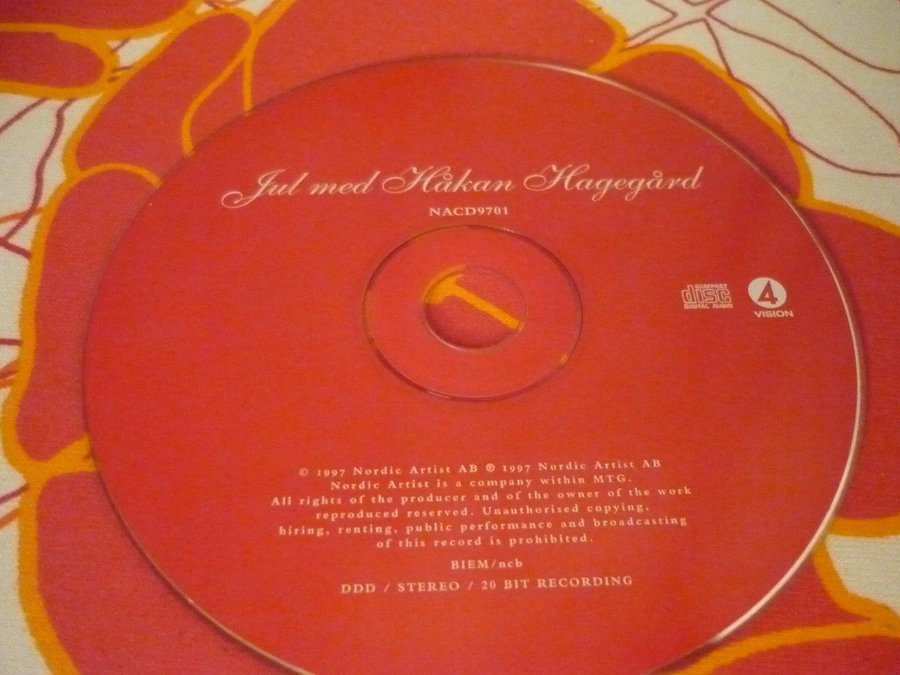 Jul med Håkan Hagegård
NACD9701
COMPACT
disc
DIGITAL AUDIO
4
VISION
© 1997 Nordic Artist AB ℗ 1997 Nordic Artist AB
Nordic Artist is a company within MTG.
All rights of the producer and of the owner of the work
reproduced reserved. Unauthorised copying,
hiring, renting, public performance and broadcasting
of this record is prohibited.
BIEM/ncb
DDD / STEREO / 20 BIT RECORDING